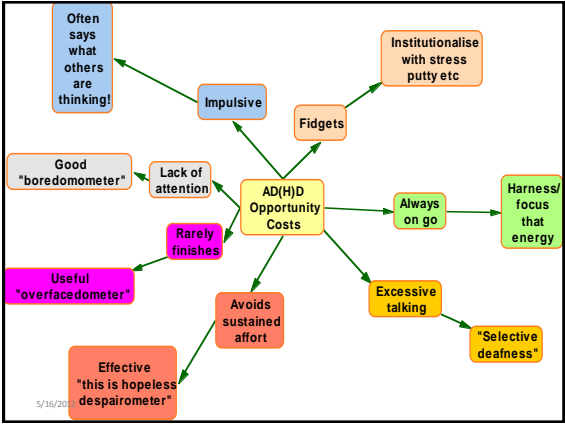 Often
says
what
others
are
thinking!
Impulsive
Institutionalise
with stress
putty etc
Fidgets
Good
"boredomometer"
Lack of
attention
AD(H)D
Opportunity
Costs
Always
on go
Harness/
focus
that
energy
Rarely
finishes
Useful
"overfacedometer"
Avoids
sustained
affort
Excessive
talking
"Selective
deafness"
Effective
"this is hopeless
despairometer"